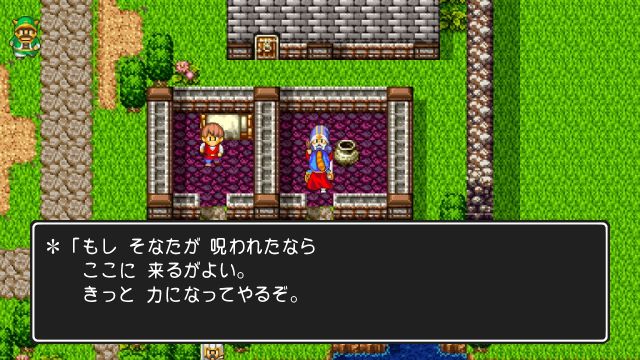 ＊「もし そなたが 呪われたなら
ここに 来るがよい。
きっと 力になってやるぞ。